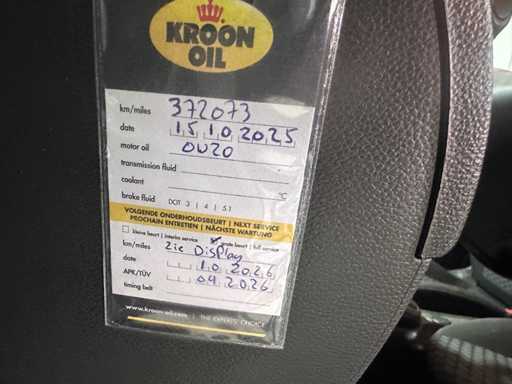 KROON
OIL
km/miles 372073
date 15 10 2025
motor oil 0W20
transmission fluid
coolant °C
brake fluid DOT 3 | 4 | 5.1
VOLGENDE ONDERHOUDSBEURT | NEXT SERVICE
PROCHAIN ENTRETIEN | NÄCHSTE WARTUNG
kleine beurt | interim service grote beurt | full service
km/miles Zie Display
date 10 2026
APK/TÜV 04 2026
timing belt
www.kroon-oil.com | THE EXPERTS' CHOICE